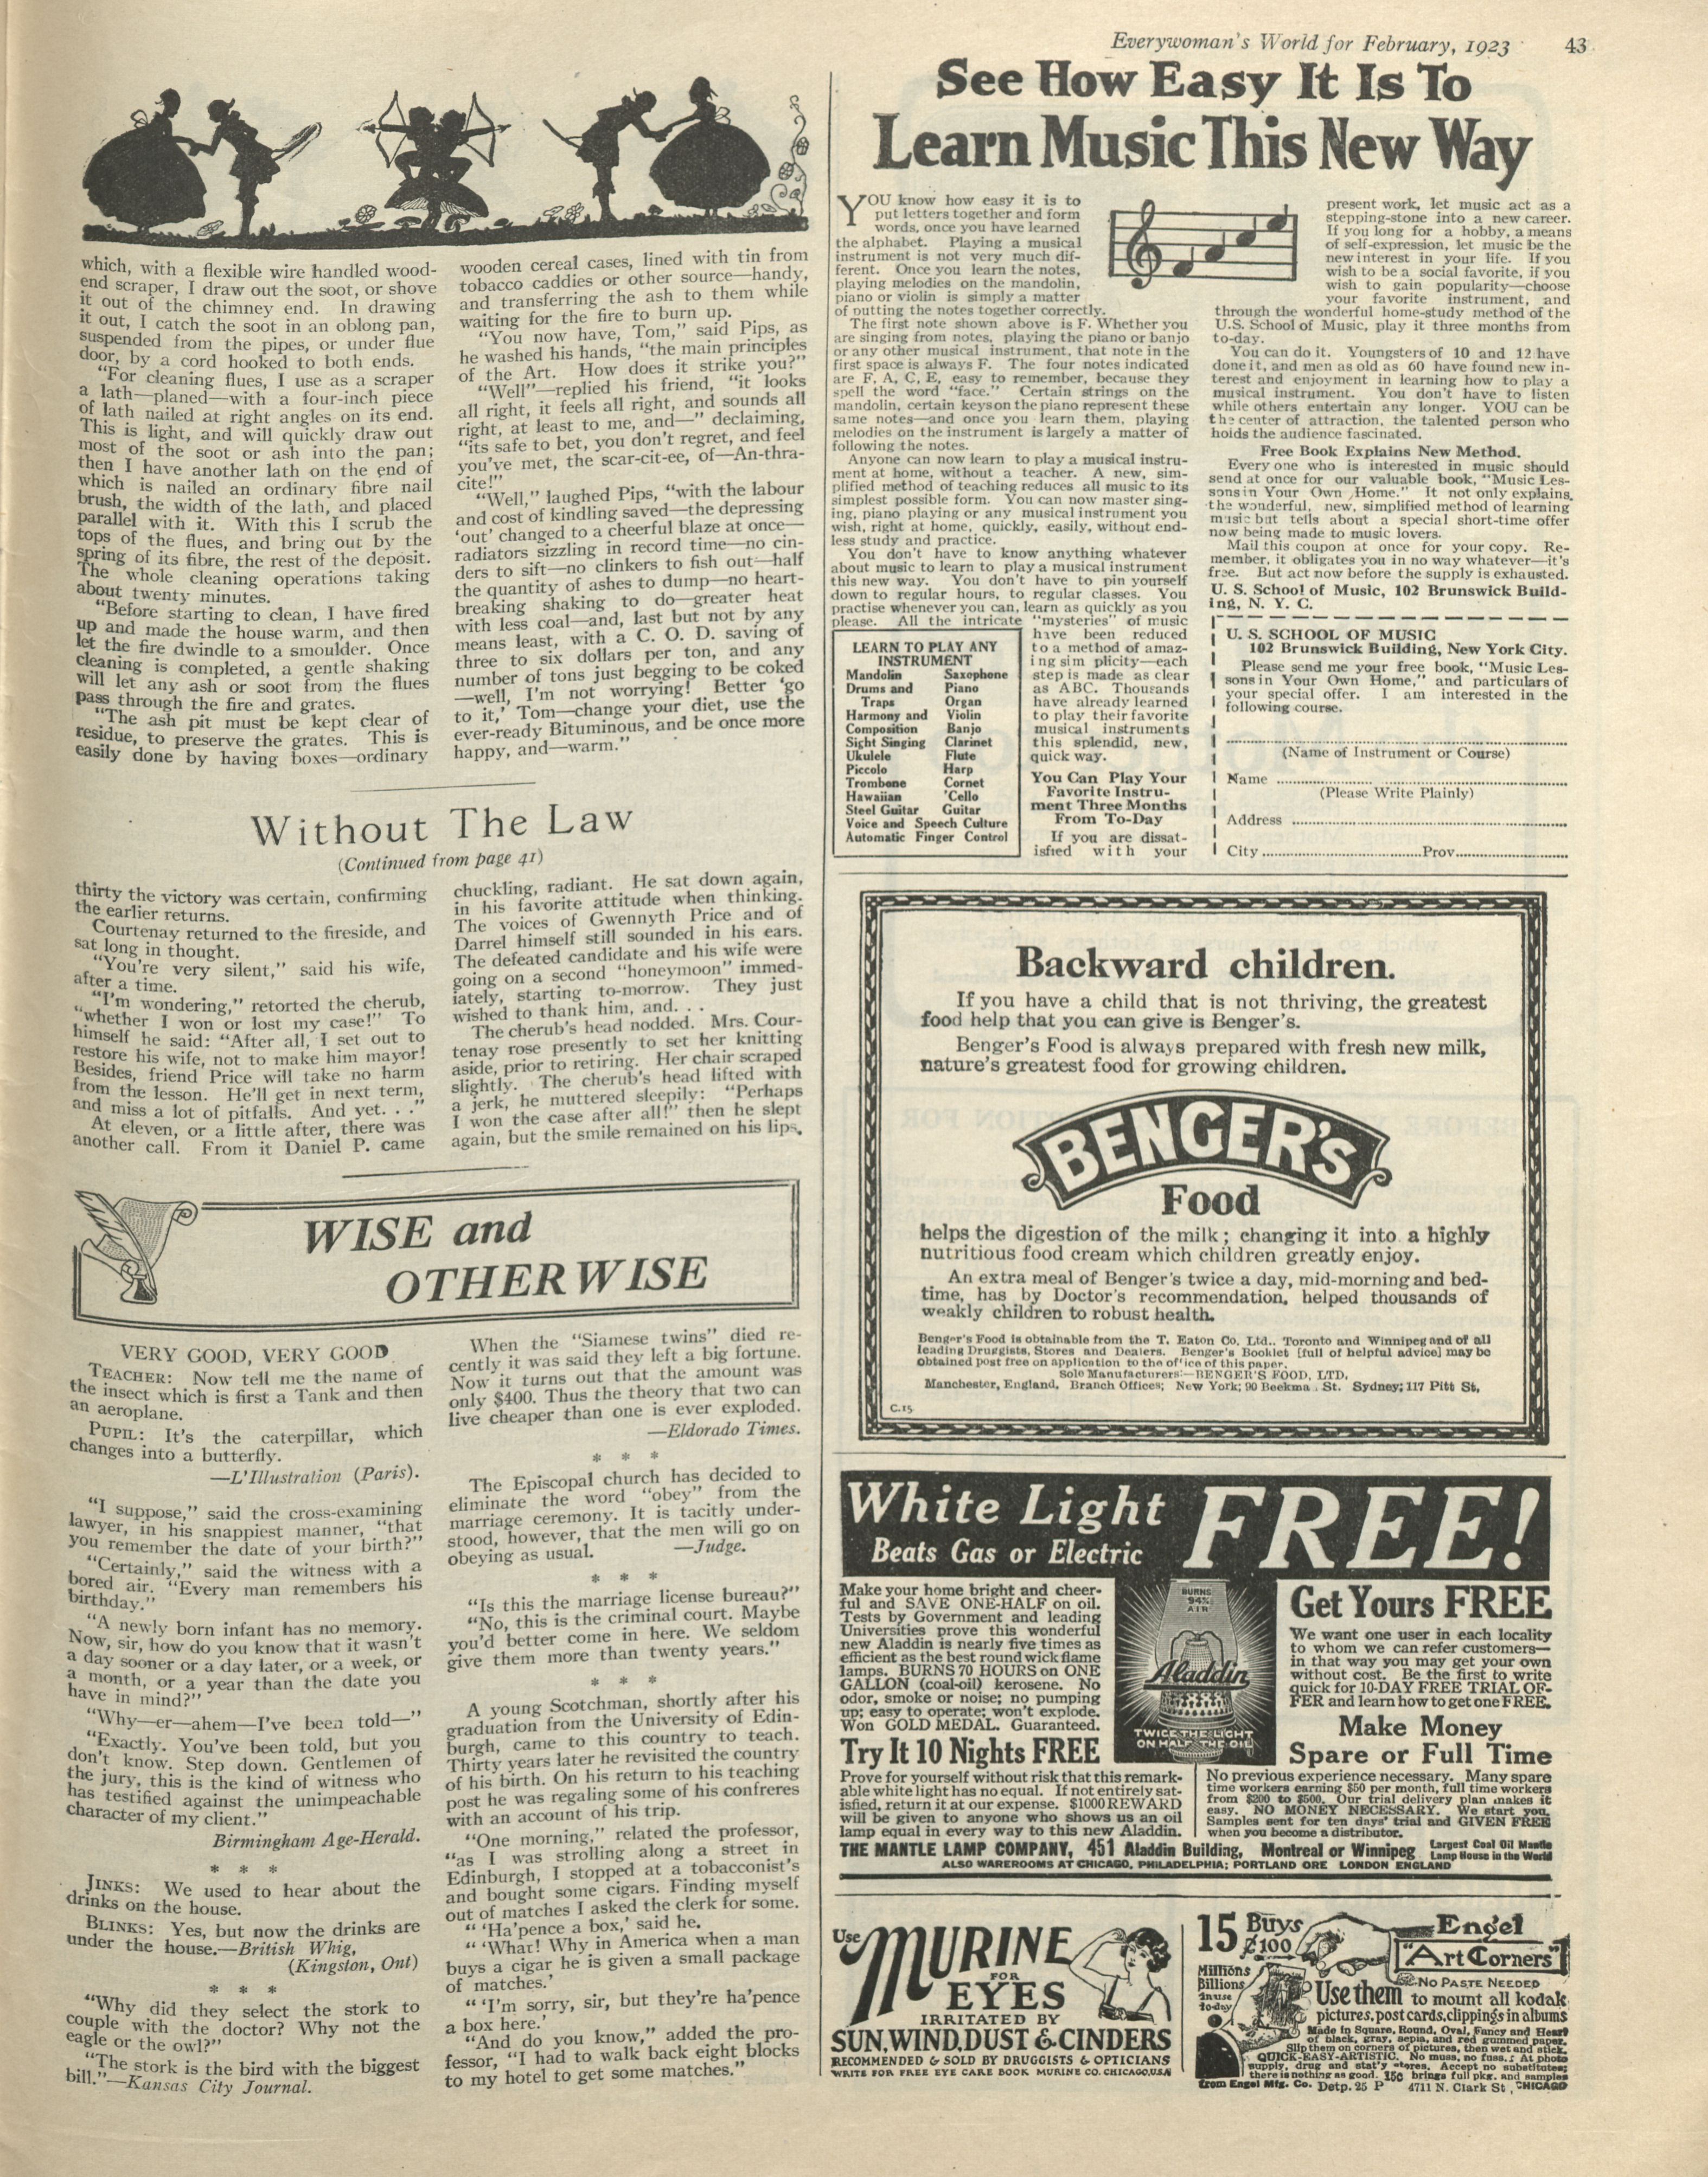 Everywoman's World for February, 1923 43
which, with a flexible wire handled wood-
end scraper, I draw out the soot, or shove
it out of the chimney end. In drawing
it out, I catch the soot in an oblong pan,
suspended from the pipes, or under flue
door, by a cord hooked to both ends.
"For cleaning flues, I use as a scraper
a lath—planed—with a four-inch piece
of lath nailed at right angles on its end.
This is light, and will quickly draw out
most of the soot or ash into the pan;
then I have another lath on the end of
which is nailed an ordinary fibre nail
brush, the width of the lath, and placed
parallel with it. With this I scrub the
tops of the flues, and bring out by the
spring of its fibre, the rest of the deposit.
The whole cleaning operations taking
about twenty minutes.
"Before starting to clean, I have fired
up and made the house warm, and then
let the fire dwindle to a smoulder. Once
cleaning is completed, a gentle shaking
will let any ash or soot from the flues
pass through the fire and grates.
"The ash pit must be kept clear of
residue, to preserve the grates. This is
easily done by having boxes—ordinary
wooden cereal cases, lined with tin from
tobacco caddies or other source—handy,
and transferring the ash to them while
waiting for the fire to burn up.
"You now have, Tom," said Pips, as
he washed his hands, "the main principles
of the Art. How does it strike you?"
"Well"—replied his friend, "it looks
all right, it feels all right, and sounds all
right, at least to me, and—" declaiming,
"its safe to bet, you don't regret, and feel
you've met, the scar-cit-ee, of—An-thra-
cite!"
"Well," laughed Pips, "with the labour
and cost of kindling saved—the depressing
'out' changed to a cheerful blaze at once—
radiators sizzling in record time—no cin-
ders to sift—no clinkers to fish out—half
the quantity of ashes to dump—no heart-
breaking shaking to do—greater heat
with less coal—and, last but not by any
means least, with a C. O. D. saving of
three to six dollars per ton, and any
number of tons just begging to be coked
—well, I'm not worrying! Better 'go
to it,' Tom—change your diet, use the
ever-ready Bituminous, and be once more
happy, and—warm."
Without The Law
(Continued from page 41)
thirty the victory was certain, confirming
the earlier returns.
Courtenay returned to the fireside, and
sat long in thought.
"You're very silent," said his wife,
after a time.
"I'm wondering," retorted the cherub,
"whether I won or lost my case!" To
himself he said: "After all, I set out to
restore his wife, not to make him mayor!
Besides, friend Price will take no harm
from the lesson. He'll get in next term,
and miss a lot of pitfalls. And yet. . ."
At eleven, or a little after, there was
another call. From it Daniel P. came
chuckling, radiant. He sat down again,
in his favorite attitude when thinking.
The voices of Gwennyth Price and of
Darrel himself still sounded in his ears.
The defeated candidate and his wife were
going on a second "honeymoon" immed-
iately, starting to-morrow. They just
wished to thank him, and. . .
The cherub's head nodded. Mrs. Cour-
tenay rose presently to set her knitting
aside, prior to retiring. Her chair scraped
slightly. The cherub's head lifted with
a jerk, he muttered sleepily: "Perhaps
I won the case after all!" then he slept
again, but the smile remained on his lips.
WISE and
OTHERWISE
VERY GOOD, VERY GOOD
TEACHER: Now tell me the name of
the insect which is first a Tank and then
an aeroplane.
PUPIL: It's the caterpillar, which
changes into a butterfly.
—L'Illustration (Paris).
"I suppose," said the cross-examining
lawyer, in his snappiest manner, "that
you remember the date of your birth?"
"Certainly," said the witness with a
bored air. "Every man remembers his
birthday."
"A newly born infant has no memory.
Now, sir, how do you know that it wasn't
a day sooner or a day later, or a week, or
a month, or a year than the date you
have in mind?"
"Why—er—ahem—I've been told—"
"Exactly. You've been told, but you
don't know. Step down. Gentlemen of
the jury, this is the kind of witness who
has testified against the unimpeachable
character of my client."
Birmingham Age-Herald.
* * *
JINKS: We used to hear about the
drinks on the house.
BLINKS: Yes, but now the drinks are
under the house.—British Whig,
(Kingston, Ont)
* * *
"Why did they select the stork to
couple with the doctor? Why not the
eagle or the owl?"
"The stork is the bird with the biggest
bill."—Kansas City Journal.
When the "Siamese twins" died re-
cently it was said they left a big fortune.
Now it turns out that the amount was
only $400. Thus the theory that two can
live cheaper than one is ever exploded.
—Eldorado Times.
* * *
The Episcopal church has decided to
eliminate the word "obey" from the
marriage ceremony. It is tacitly under-
stood, however, that the men will go on
obeying as usual. —Judge.
* * *
"Is this the marriage license bureau?"
"No, this is the criminal court. Maybe
you'd better come in here. We seldom
give them more than twenty years."
* * *
A young Scotchman, shortly after his
graduation from the University of Edin-
burgh, came to this country to teach.
Thirty years later he revisited the country
of his birth. On his return to his teaching
post he was regaling some of his confreres
with an account of his trip.
"One morning," related the professor,
"as I was strolling along a street in
Edinburgh, I stopped at a tobacconist's
and bought some cigars. Finding myself
out of matches I asked the clerk for some.
" 'Ha'pence a box,' said he.
" 'What! Why in America when a man
buys a cigar he is given a small package
of matches.'
" 'I'm sorry, sir, but they're ha'pence
a box here.'
"And do you know," added the pro-
fessor, "I had to walk back eight blocks
to my hotel to get some matches."
See How Easy It Is To
Learn Music This New Way
YOU know how easy it is to
put letters together and form
words, once you have learned
the alphabet. Playing a musical
instrument is not very much dif-
ferent. Once you learn the notes,
playing melodies on the mandolin,
piano or violin is simply a matter
of putting the notes together correctly.
The first note shown above is F. Whether you
are singing from notes, playing the piano or banjo
or any other musical instrument, that note in the
first space is always F. The four notes indicated
are F, A, C, E, easy to remember, because they
spell the word "face." Certain strings on the
mandolin, certain keys on the piano represent these
same notes—and once you learn them, playing
melodies on the instrument is largely a matter of
following the notes.
Anyone can now learn to play a musical instru-
ment at home, without a teacher. A new, sim-
plified method of teaching reduces all music to its
simplest possible form. You can now master sing-
ing, piano playing or any musical instrument you
wish, right at home, quickly, easily, without end-
less study and practice.
You don't have to know anything whatever
about music to learn to play a musical instrument
this new way. You don't have to pin yourself
down to regular hours, to regular classes. You
practise whenever you can, learn as quickly as you
please. All the intricate "mysteries" of music
have been reduced
to a method of amaz-
ing sim plicity—each
step is made as clear
as ABC. Thousands
have already learned
to play their favorite
musical instruments
this splendid, new,
quick way.
You Can Play Your
Favorite Instru-
ment Three Months
From To-Day
If you are dissat-
isfied with your
LEARN TO PLAY ANY
INSTRUMENT
Mandolin Saxophone
Drums and Piano
Traps Organ
Harmony and Violin
Composition Banjo
Sight Singing Clarinet
Ukulele Flute
Piccolo Harp
Trombone Cornet
Hawaiian 'Cello
Steel Guitar Guitar
Voice and Speech Culture
Automatic Finger Control
present work, let music act as a
stepping-stone into a new career.
If you long for a hobby, a means
of self-expression, let music be the
new interest in your life. If you
wish to be a social favorite, if you
wish to gain popularity—choose
your favorite instrument, and
through the wonderful home-study method of the
U.S. School of Music, play it three months from
to-day.
You can do it. Youngsters of 10 and 12 have
done it, and men as old as 60 have found new in-
terest and enjoyment in learning how to play a
musical instrument. You don't have to listen
while others entertain any longer. YOU can be
the center of attraction, the talented person who
holds the audience fascinated.
Free Book Explains New Method.
Every one who is interested in music should
send at once for our valuable book, "Music Les-
sons in Your Own Home." It not only explains
the wonderful, new, simplified method of learning
music but tells about a special short-time offer
now being made to music lovers.
Mail this coupon at once for your copy. Re-
member, it obligates you in no way whatever—it's
free. But act now before the supply is exhausted.
U. S. School of Music, 102 Brunswick Build-
ing, N. Y. C.
U. S. SCHOOL OF MUSIC
102 Brunswick Building, New York City.
Please send me your free book, "Music Les-
sons in Your Own Home," and particulars of
your special offer. I am interested in the
following course.
(Name of Instrument or Course)
Name
(Please Write Plainly)
Address
City Prov.
Backward children.
If you have a child that is not thriving, the greatest
food help that you can give is Benger's.
Benger's Food is always prepared with fresh new milk,
nature's greatest food for growing children.
BENGER'S
Food
helps the digestion of the milk; changing it into a highly
nutritious food cream which children greatly enjoy.
An extra meal of Benger's twice a day, mid-morning and bed-
time, has by Doctor's recommendation, helped thousands of
weakly children to robust health.
Benger's Food is obtainable from the T. Eaton Co. Ltd., Toronto and Winnipeg and of all
leading Druggists, Stores and Dealers. Benger's Booklet [full of helpful advice] may be
obtained post free on application to the office of this paper.
Sole Manufacturers:—BENGER'S FOOD, LTD,
Manchester, England, Branch Offices; New York; 90 Beekma . St. Sydney; 117 Pitt St,
C.15
White Light FREE!
Beats Gas or Electric
Make your home bright and cheer-
ful and SAVE ONE-HALF on oil.
Tests by Government and leading
Universities prove this wonderful
new Aladdin is nearly five times as
efficient as the best round wick flame
lamps. BURNS 70 HOURS on ONE
GALLON (coal-oil) kerosene. No
odor, smoke or noise; no pumping
up; easy to operate; won't explode.
Won GOLD MEDAL. Guaranteed.
Try It 10 Nights FREE
Prove for yourself without risk that this remark-
able white light has no equal. If not entirely sat-
isfied, return it at our expense. $1000 REWARD
will be given to anyone who shows us an oil
lamp equal in every way to this new Aladdin.
BURNS
94%
AIR
Aladdin
TWICE THE LIGHT
ON HALF THE OIL
Get Yours FREE
We want one user in each locality
to whom we can refer customers—
in that way you may get your own
without cost. Be the first to write
quick for 10-DAY FREE TRIAL OF-
FER and learn how to get one FREE.
Make Money
Spare or Full Time
No previous experience necessary. Many spare
time workers earning $50 per month, full time workers
from $200 to $500. Our trial delivery plan makes it
easy. NO MONEY NECESSARY. We start you.
Samples sent for ten days' trial and GIVEN FREE
when you become a distributor.
THE MANTLE LAMP COMPANY, 451 Aladdin Building, Montreal or Winnipeg
Largest Coal Oil Mantle
Lamp House in the World
ALSO WAREROOMS AT CHICAGO, PHILADELPHIA; PORTLAND ORE LONDON ENGLAND
Use
MURINE
FOR
EYES
IRRITATED BY
SUN, WIND, DUST & CINDERS
RECOMMENDED & SOLD BY DRUGGISTS & OPTICIANS
WRITE FOR FREE EYE CARE BOOK MURINE CO. CHICAGO, USA
15¢ Buys 100
Engel
"Art Corners"
NO PASTE NEEDED
Millions
Billions
in use
to-day
Use them to mount all kodak
pictures, post cards, clippings in albums
Made in Square, Round, Oval, Fancy and Heart
of black, gray, sepia, and red gummed paper.
Slip them on corners of pictures, then wet and stick.
QUICK-EASY-ARTISTIC. No muss, no fuss. At photo
supply, drug and stat'y stores. Accept no substitutes;
there is nothing as good. 15c brings full pkg. and samples
from Engel Mfg. Co. Detp. 25 P 4711 N. Clark St, CHICAGO